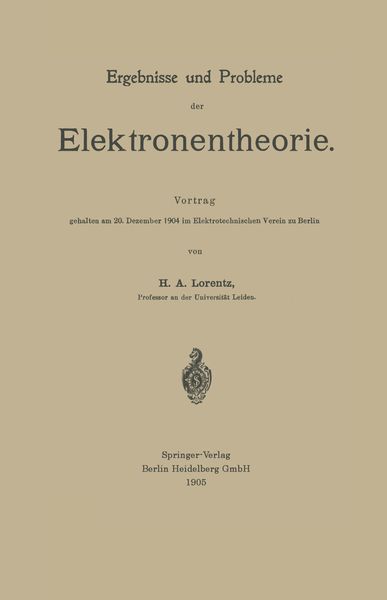 Ergebnisse und Probleme
der
Elektronentheorie.
Vortrag
gehalten am 20. Dezember 1904 im Elektrotechnischen Verein zu Berlin
von
H. A. Lorentz,
Professor an der Universität Leiden.
S
Springer-Verlag
Berlin Heidelberg GmbH
1905